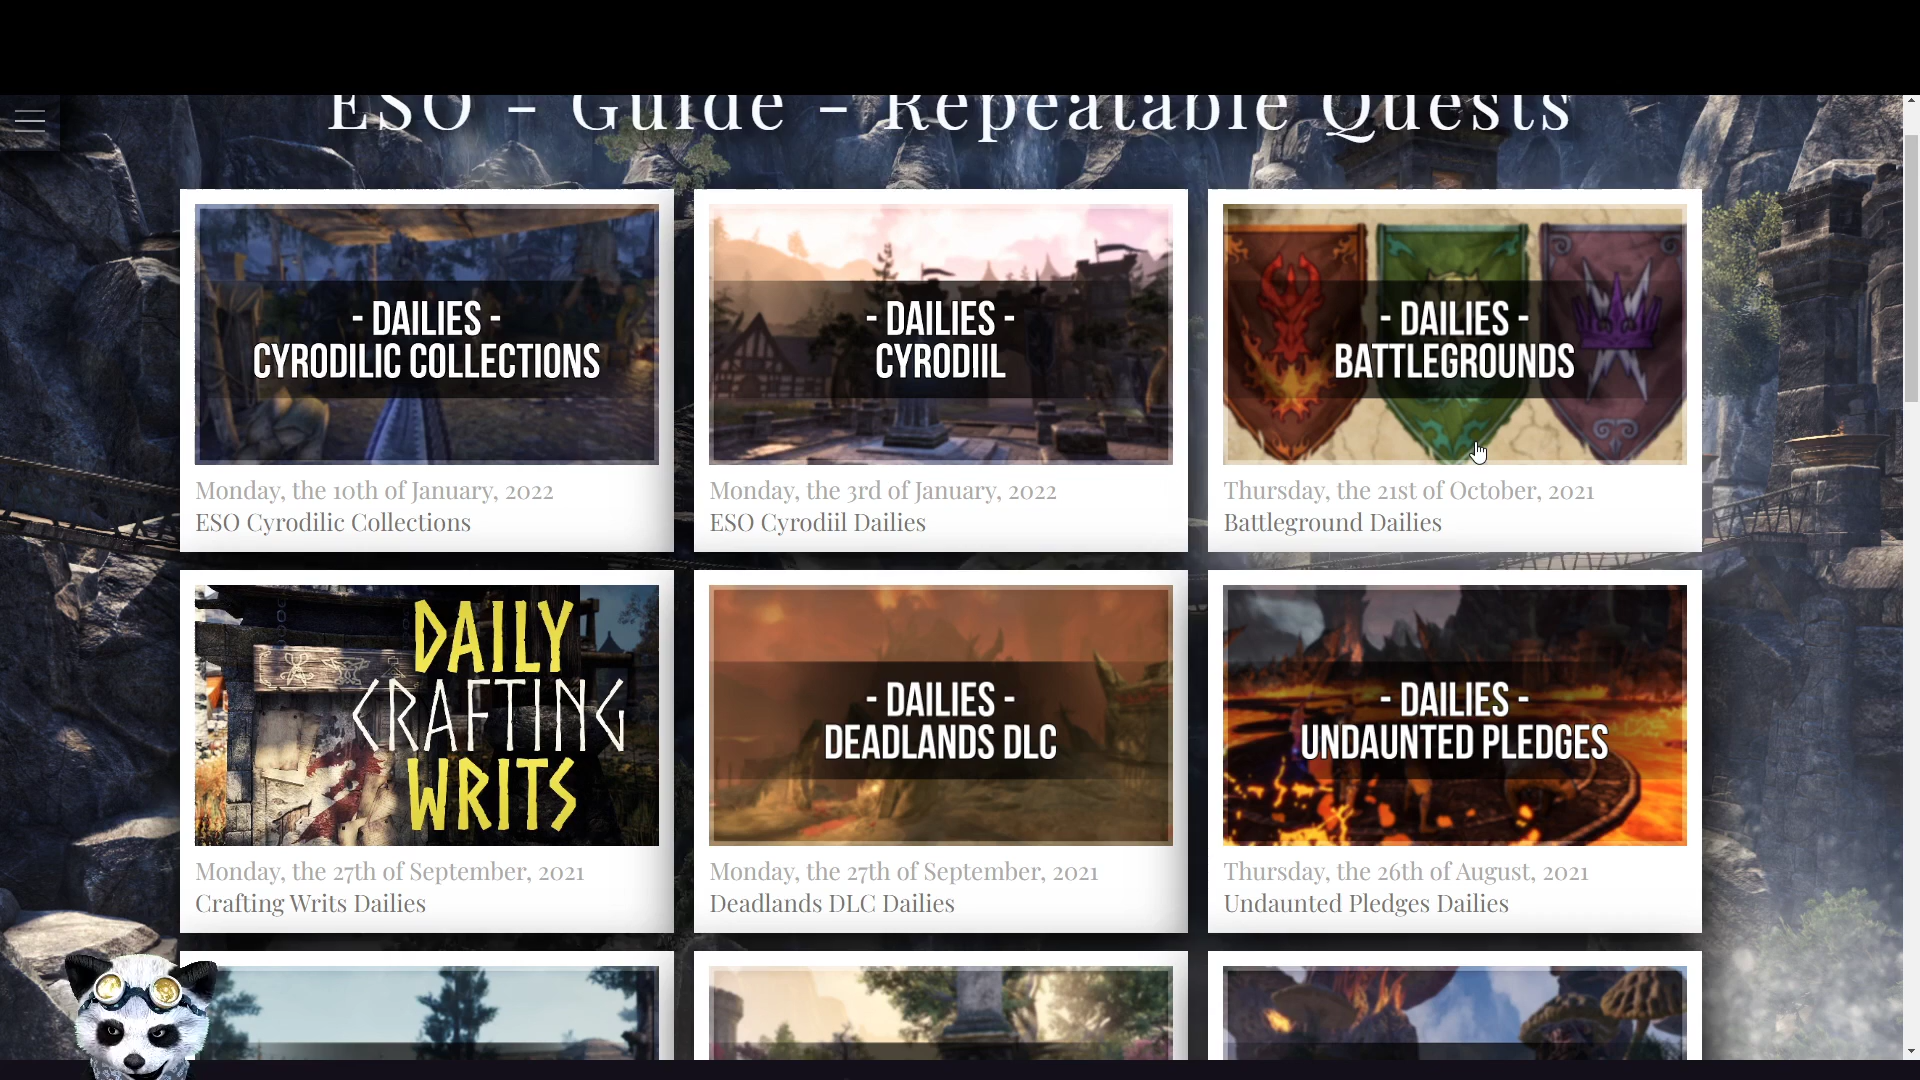 ESO - Guide - Repeatable Quests
- DAILIES -
CYRODILIC COLLECTIONS
Monday, the 10th of January, 2022
ESO Cyrodilic Collections
- DAILIES -
CYRODIIL
Monday, the 3rd of January, 2022
ESO Cyrodiil Dailies
- DAILIES -
BATTLEGROUNDS
Thursday, the 21st of October, 2021
Battleground Dailies
DAILY
CRAFTING
WRITS
Monday, the 27th of September, 2021
Crafting Writs Dailies
- DAILIES -
DEADLANDS DLC
Monday, the 27th of September, 2021
Deadlands DLC Dailies
- DAILIES -
UNDAUNTED PLEDGES
Thursday, the 26th of August, 2021
Undaunted Pledges Dailies